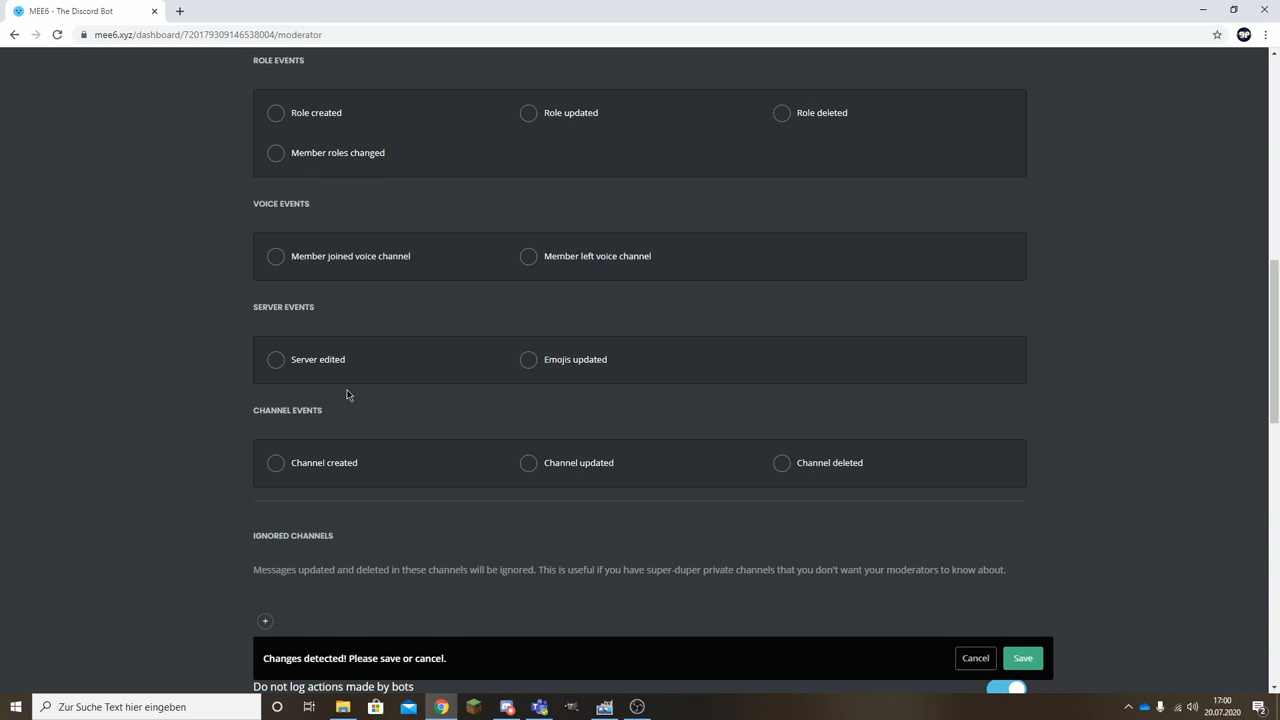 MEE6 - The Discord Bot
mee6.xyz/dashboard/720179309146538004/moderator
ROLE EVENTS
Role created
Role updated
Role deleted
Member roles changed
VOICE EVENTS
Member joined voice channel
Member left voice channel
SERVER EVENTS
Server edited
Emojis updated
CHANNEL EVENTS
Channel created
Channel updated
Channel deleted
IGNORED CHANNELS
Messages updated and deleted in these channels will be ignored. This is useful if you have super-duper private channels that you don't want your moderators to know about.
Changes detected! Please save or cancel.
Cancel
Save
Do not log actions made by bots
Zur Suche Text hier eingeben
17:00
20.07.2020
2